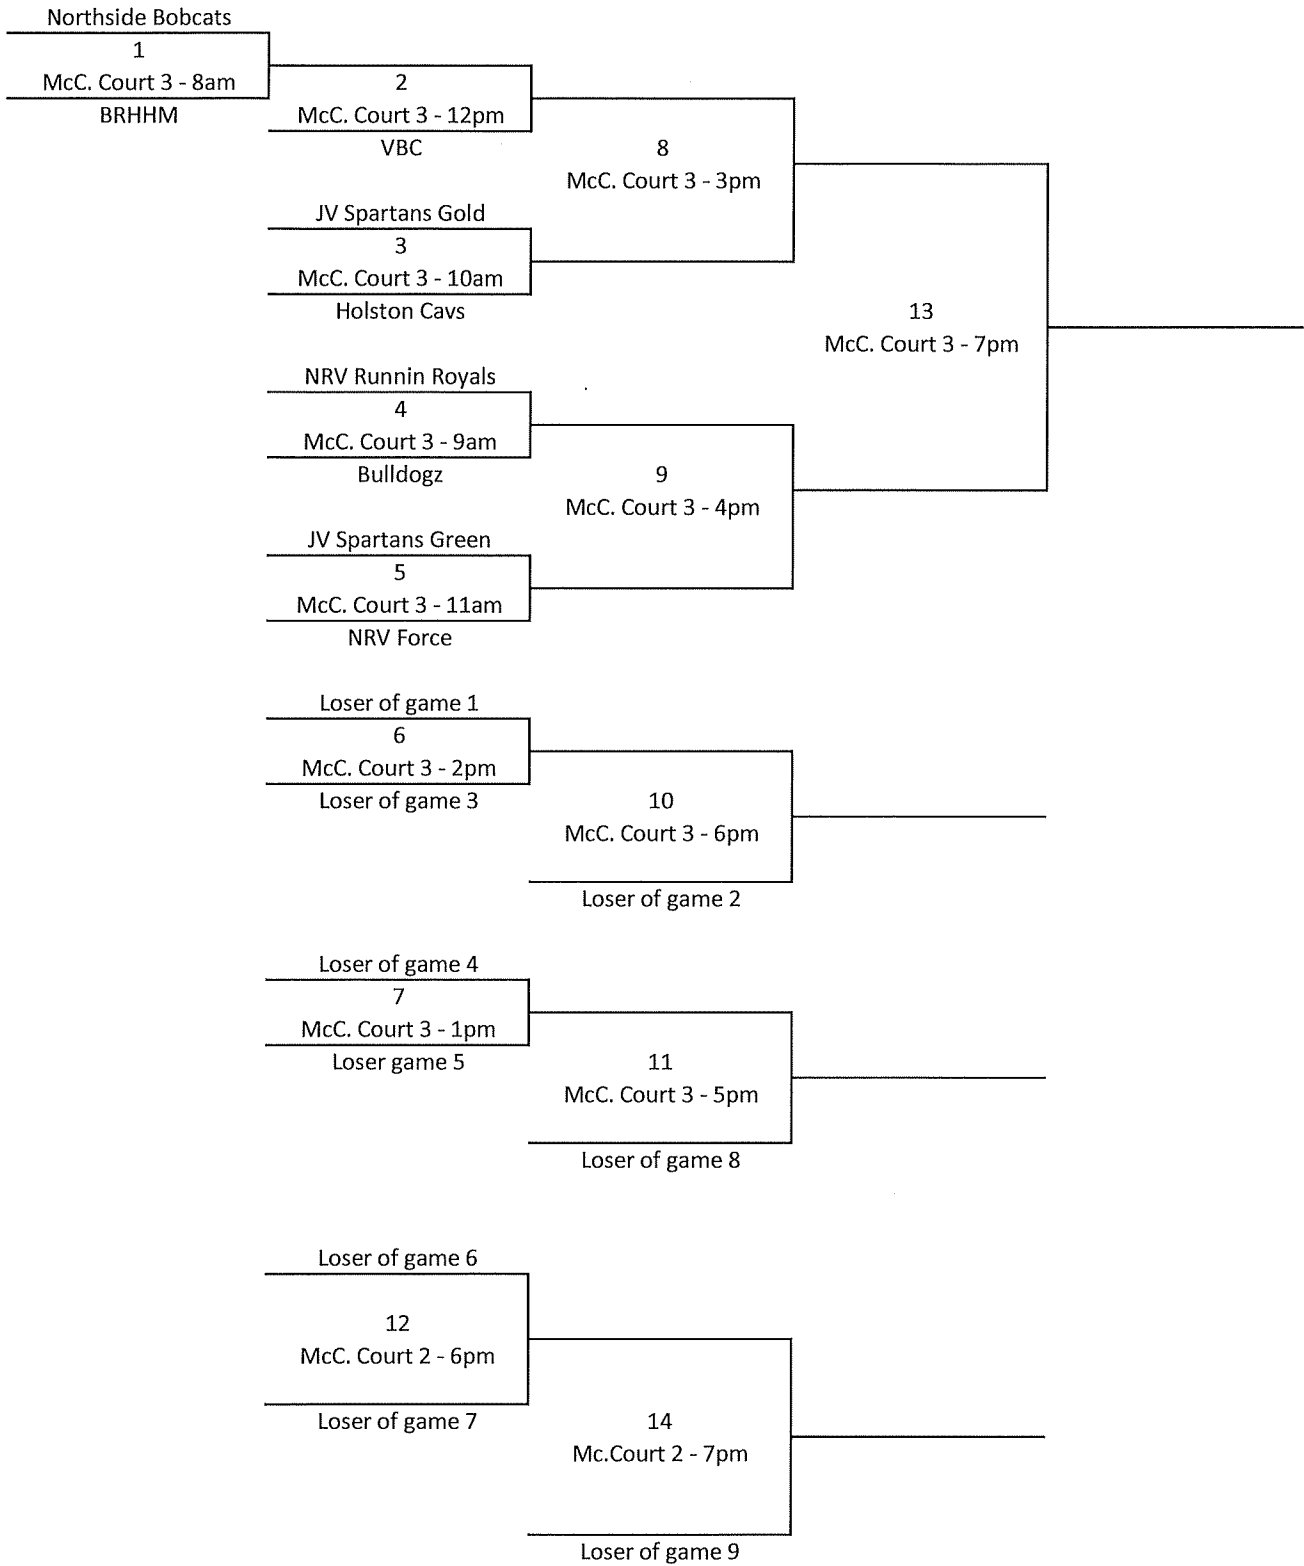 Northside Bobcats
1
McC. Court 3 - 8am
BRHHM
2
McC. Court 3 - 12pm
VBC
8
McC. Court 3 - 3pm
JV Spartans Gold
3
McC. Court 3 - 10am
Holston Cavs
13
McC. Court 3 - 7pm
NRV Runnin Royals
4
McC. Court 3 - 9am
Bulldogz
9
McC. Court 3 - 4pm
JV Spartans Green
5
McC. Court 3 - 11am
NRV Force
Loser of game 1
6
McC. Court 3 - 2pm
Loser of game 3
10
McC. Court 3 - 6pm
Loser of game 2
Loser of game 4
7
McC. Court 3 - 1pm
Loser game 5
11
McC. Court 3 - 5pm
Loser of game 8
Loser of game 6
12
McC. Court 2 - 6pm
Loser of game 7
14
Mc.Court 2 - 7pm
Loser of game 9